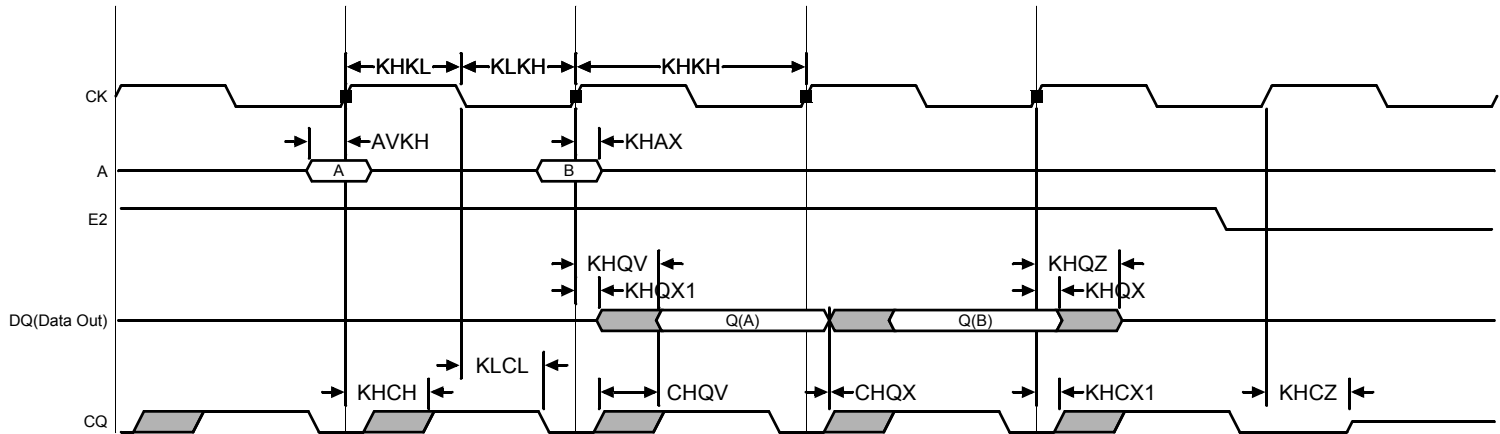 KHKL KLKH KHKH
CK
AVKH KHAX
A A B
E2
KHQV KHQZ
KHQX1 KHQX
DQ(Data Out) Q(A) Q(B)
KLCL
KHCH CHQV CHQX KHCX1 KHCZ
CQ